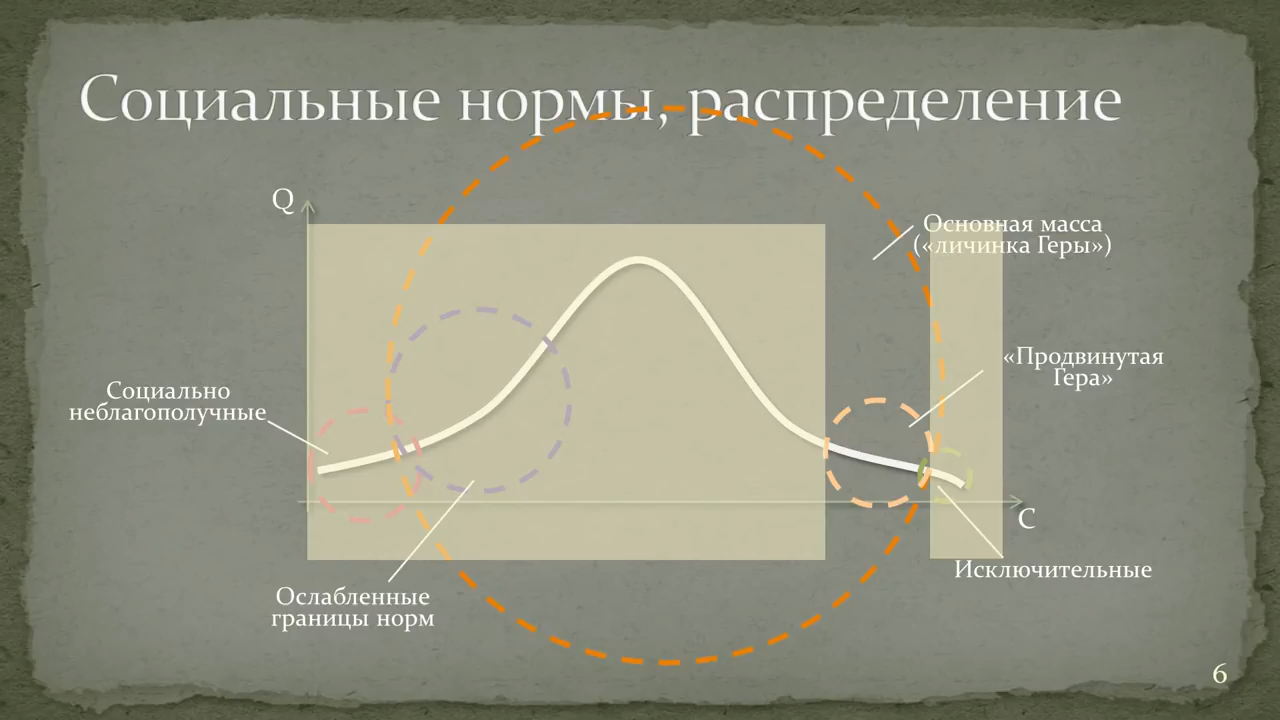 Социальные нормы, распределение
Q
Основная масса
(«личинка Геры»)
«Продвинутая
Гера»
Социально
неблагополучные
C
Исключительные
Ослабленные
границы норм
6